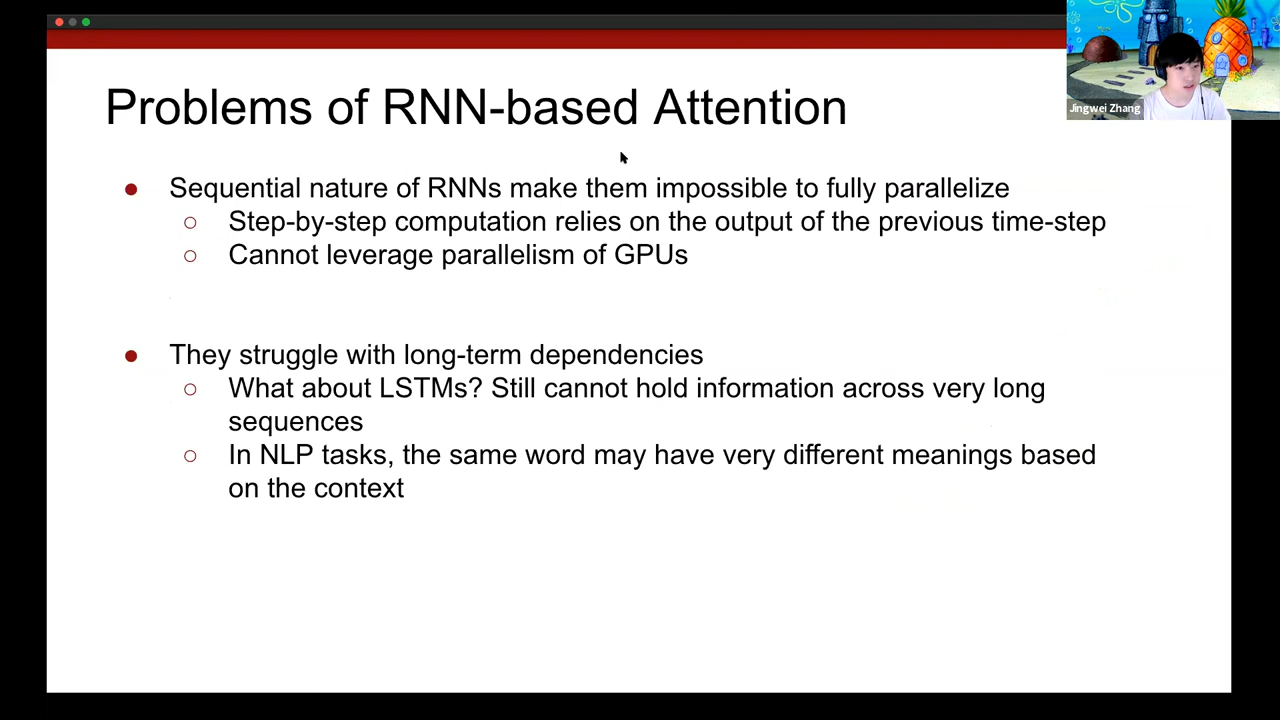 Problems of RNN-based Attention
Jingwei Zhang
● Sequential nature of RNNs make them impossible to fully parallelize
○ Step-by-step computation relies on the output of the previous time-step
○ Cannot leverage parallelism of GPUs
● They struggle with long-term dependencies
○ What about LSTMs? Still cannot hold information across very long
sequences
○ In NLP tasks, the same word may have very different meanings based
on the context